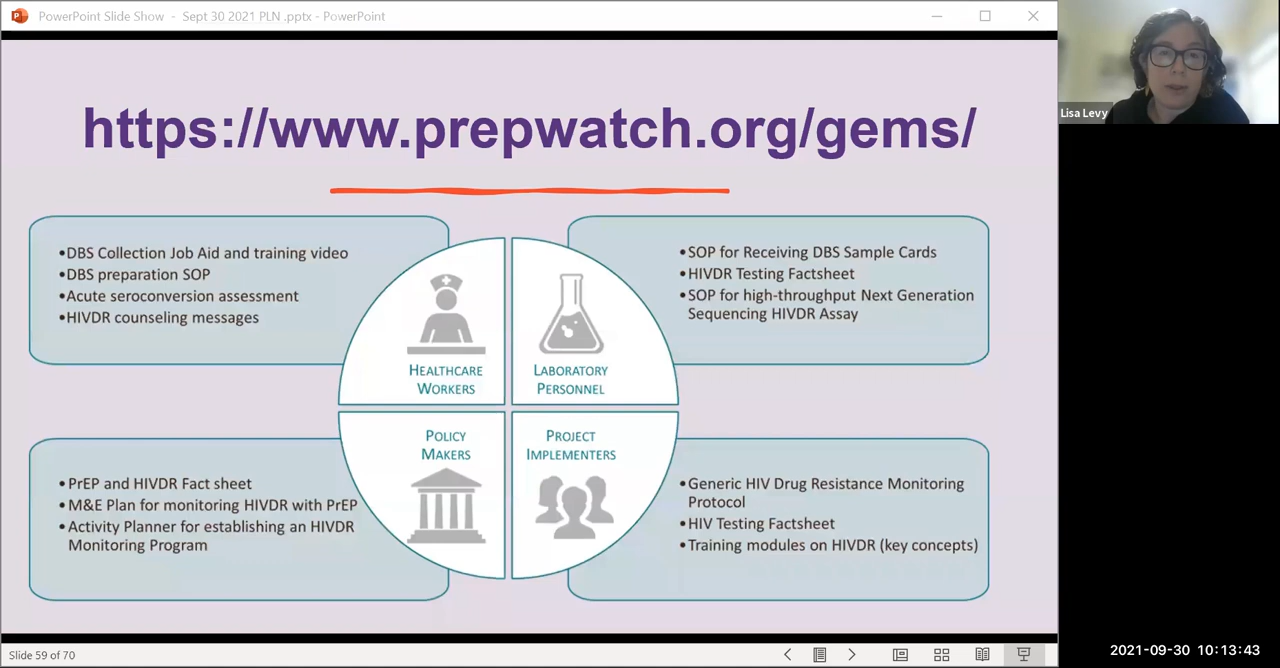 PowerPoint Slide Show - Sept 30 2021 PLN .pptx - PowerPoint
Lisa Levy
https://www.prepwatch.org/gems/
•DBS Collection Job Aid and training video
•DBS preparation SOP
•Acute seroconversion assessment
•HIVDR counseling messages
•SOP for Receiving DBS Sample Cards
•HIVDR Testing Factsheet
•SOP for high-throughput Next Generation
Sequencing HIVDR Assay
HEALTHCARE
WORKERS
LABORATORY
PERSONNEL
POLICY
MAKERS
PROJECT
IMPLEMENTERS
•PrEP and HIVDR Fact sheet
•M&E Plan for monitoring HIVDR with PrEP
•Activity Planner for establishing an HIVDR
Monitoring Program
•Generic HIV Drug Resistance Monitoring
Protocol
•HIV Testing Factsheet
•Training modules on HIVDR (key concepts)
Slide 59 of 70
2021-09-30 10:13:43